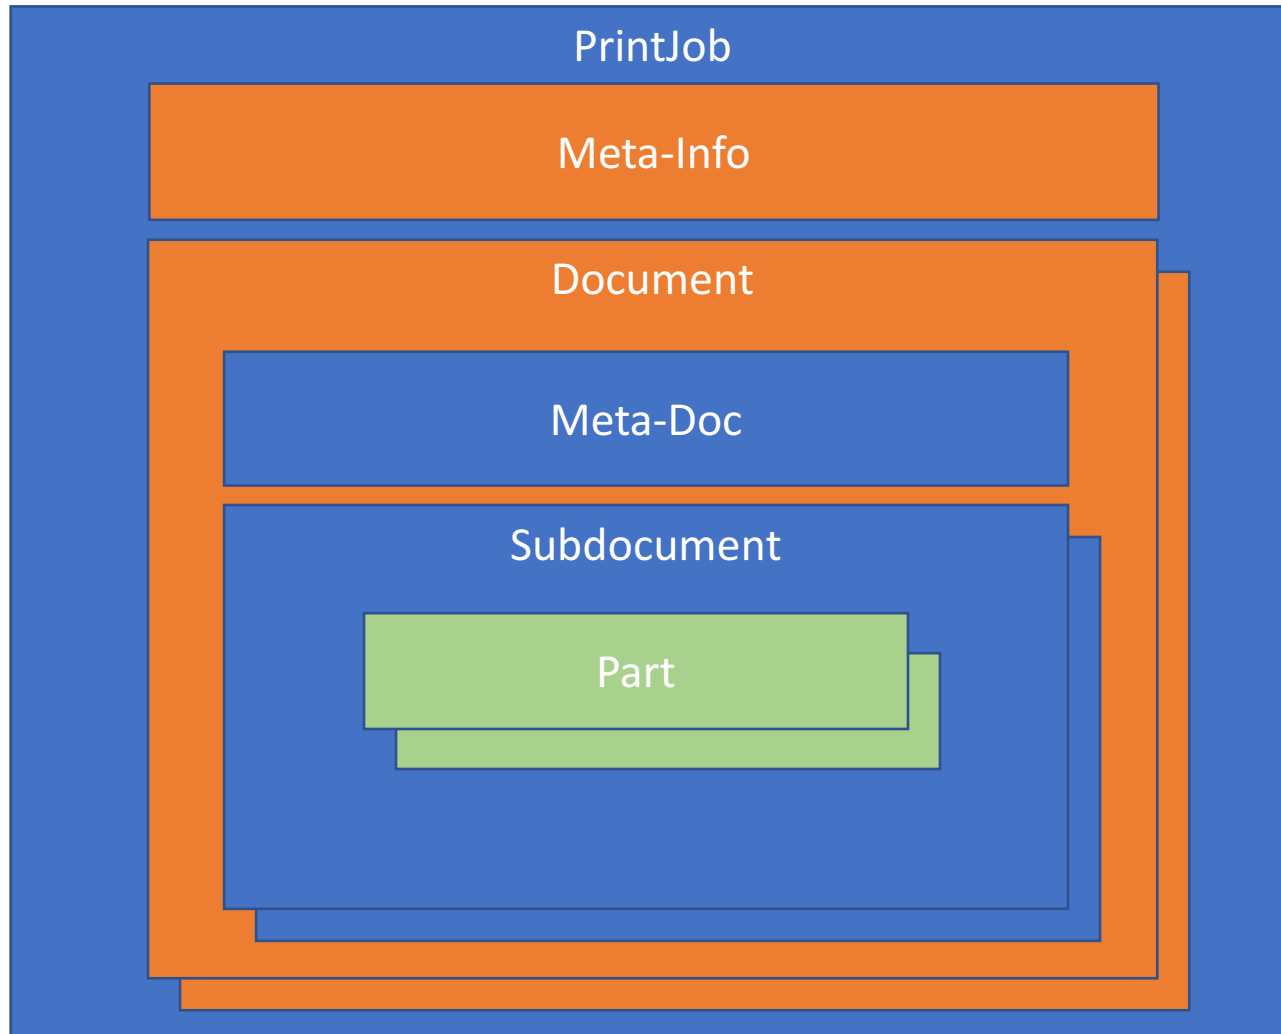 PrintJob
Meta-Info
Document
Meta-Doc
Subdocument
Part